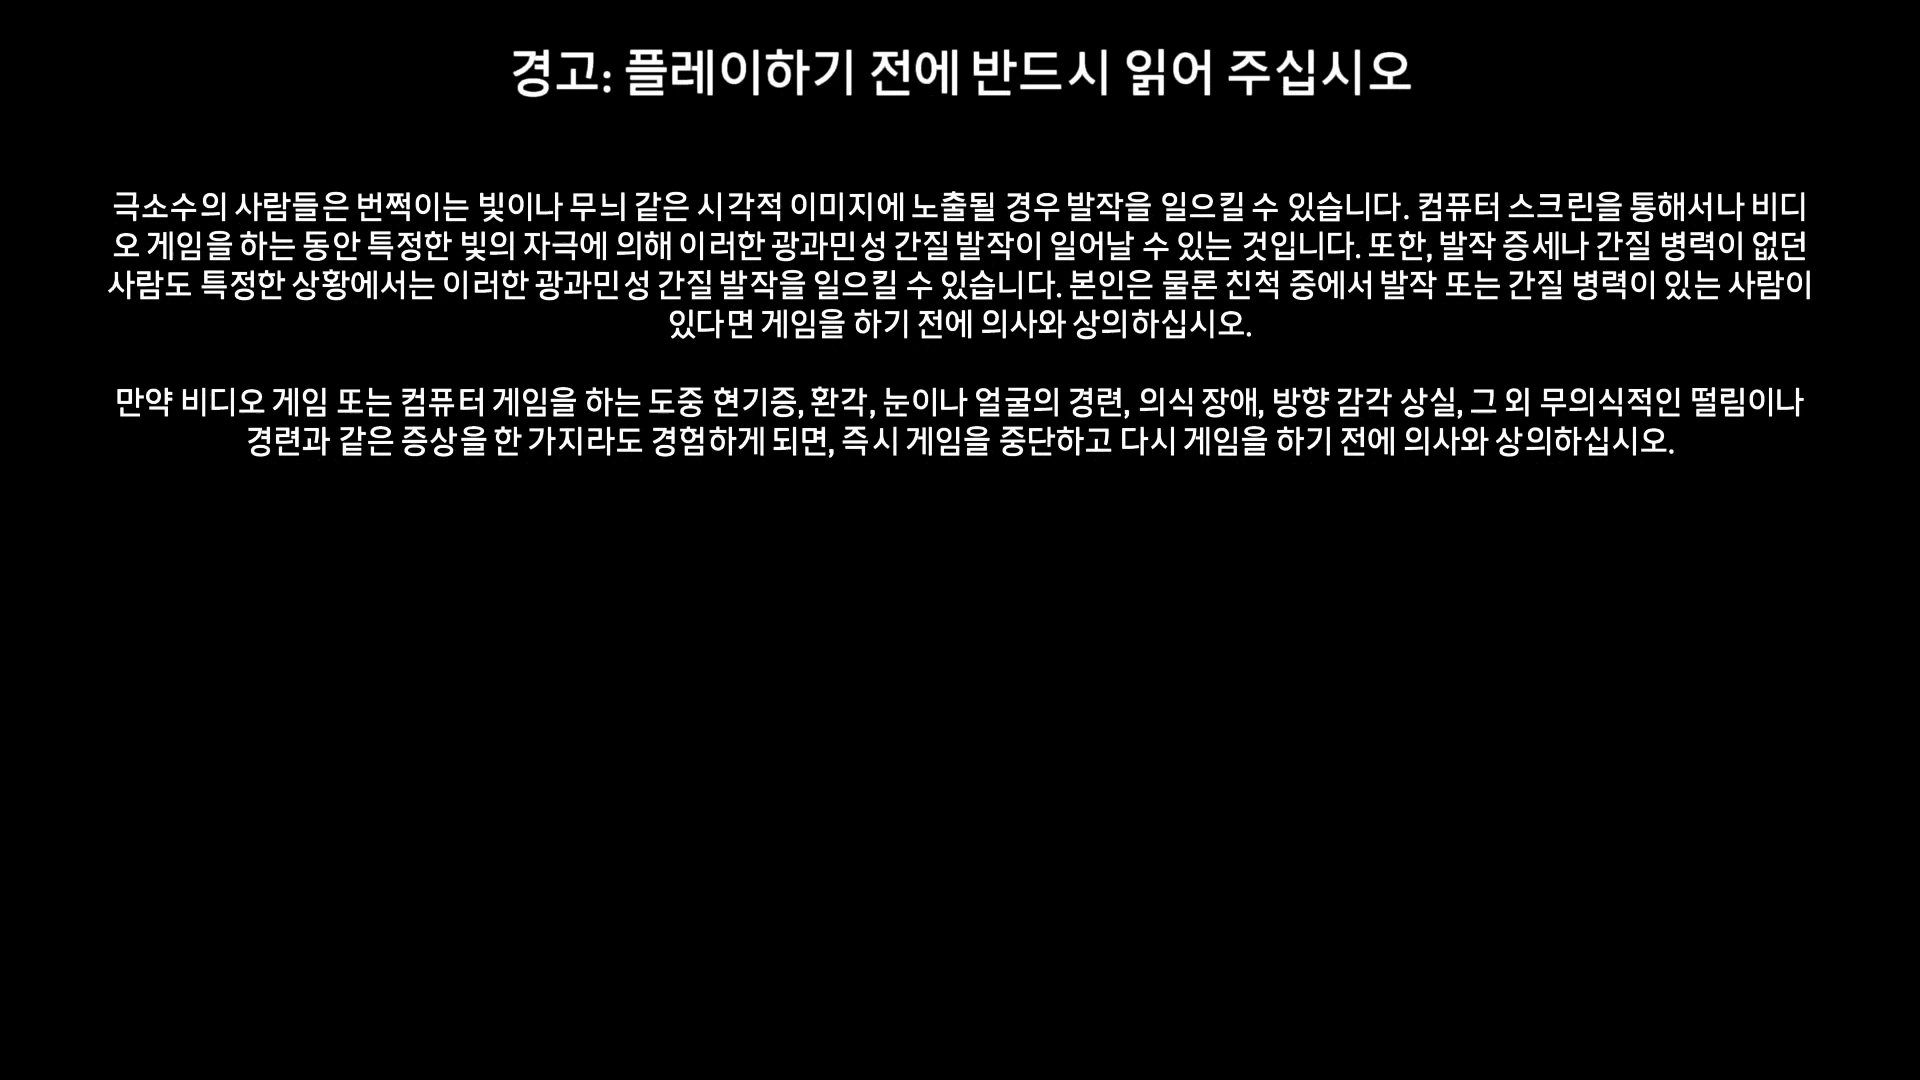 경고: 플레이하기 전에 반드시 읽어 주십시오
극소수의 사람들은 번쩍이는 빛이나 무늬 같은 시각적 이미지에 노출될 경우 발작을 일으킬 수 있습니다. 컴퓨터 스크린을 통해서나 비디
오 게임을 하는 동안 특정한 빛의 자극에 의해 이러한 광과민성 간질 발작이 일어날 수 있는 것입니다. 또한, 발작 증세나 간질 병력이 없던
사람도 특정한 상황에서는 이러한 광과민성 간질 발작을 일으킬 수 있습니다. 본인은 물론 친척 중에서 발작 또는 간질 병력이 있는 사람이
있다면 게임을 하기 전에 의사와 상의하십시오.
만약 비디오 게임 또는 컴퓨터 게임을 하는 도중 현기증, 환각, 눈이나 얼굴의 경련, 의식 장애, 방향 감각 상실, 그 외 무의식적인 떨림이나
경련과 같은 증상을 한 가지라도 경험하게 되면, 즉시 게임을 중단하고 다시 게임을 하기 전에 의사와 상의하십시오.